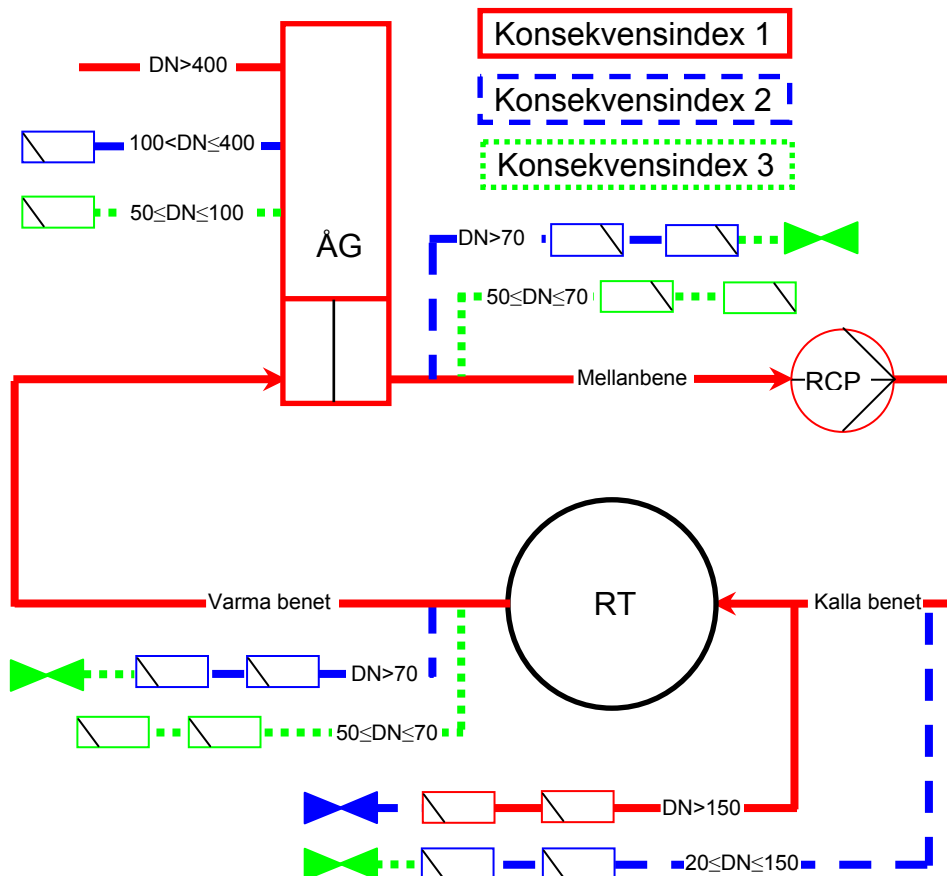 Konsekvensindex 1
DN>400
Konsekvensindex 2
100<DN≤400
Konsekvensindex 3
50≤DN≤100
ÅG
DN>70
50≤DN≤70
Mellanbene
RCP
Varma benet
RT
Kalla benet
DN>70
50≤DN≤70
DN>150
20≤DN≤150